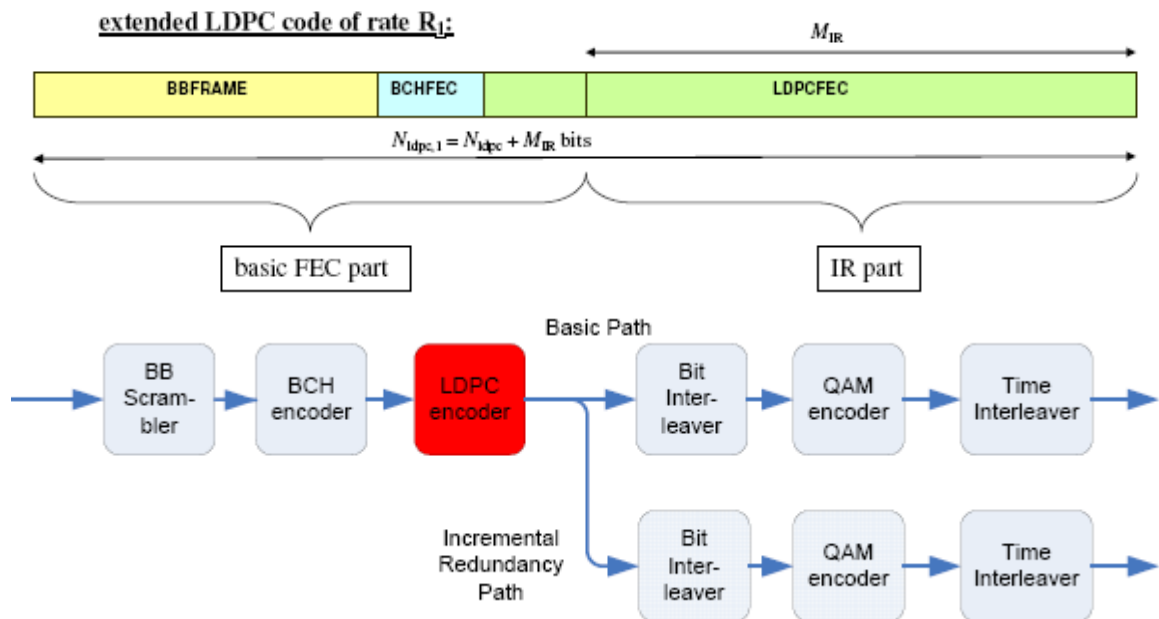 extended LDPC code of rate R1:
MIR
BBFRAME
BCHFEC
LDPCFEC
Nldpc,1 = Nldpc + MIR bits
basic FEC part
IR part
Basic Path
BB
Scram-
bler
BCH
encoder
LDPC
encoder
Bit
Inter-
leaver
QAM
encoder
Time
Interleaver
Incremental
Redundancy
Path
Bit
Inter-
leaver
QAM
encoder
Time
Interleaver